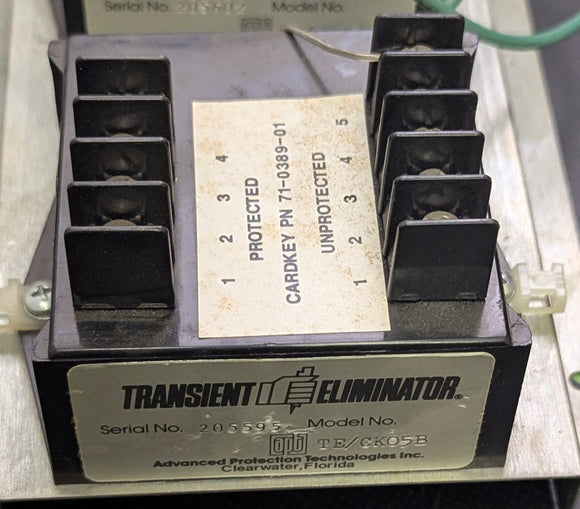 Serial No. 205602 Model No.
1 2 3 4
PROTECTED
CARDKEY PN 71-0389-01
UNPROTECTED
1 2 3 4 5
TRANSIENT ELIMINATOR®
Serial No. 205595 Model No.
apt TE/CK05B
Advanced Protection Technologies Inc.
Clearwater, Florida